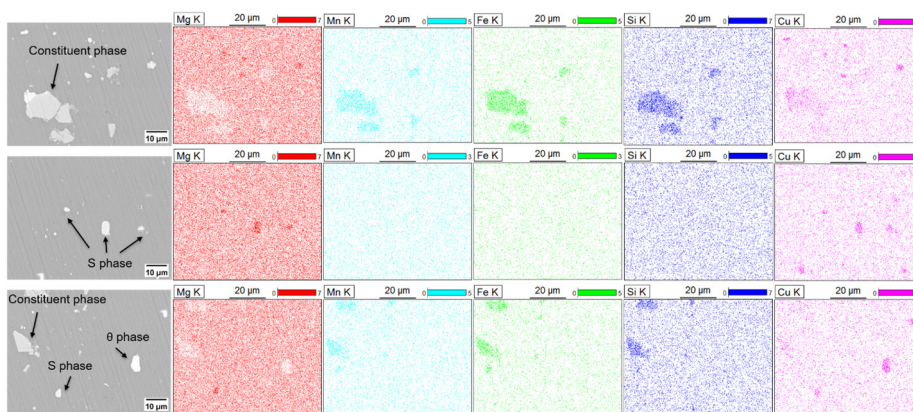 Constituent phase
10 µm
Mg K 20 µm 0 7
Mn K 20 µm 0 5
Fe K 20 µm 0 5
Si K 20 µm 0
Cu K 20 µm 0
S phase
10 µm
Mg K 20 µm 0 7
Mn K 20 µm 0 3
Fe K 20 µm 0 3
Si K 20 µm 0 5
Cu K 20 µm 0
Constituent phase
θ phase
S phase
10 µm
Mg K 20 µm 0 7
Mn K 20 µm 0 5
Fe K 20 µm 0 5
Si K 20 µm 0 7
Cu K 20 µm 0